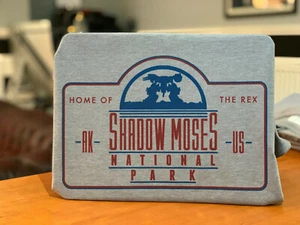 HOME OF THE REX
-AK- SHADOW MOSES -US-
NATIONAL
PARK